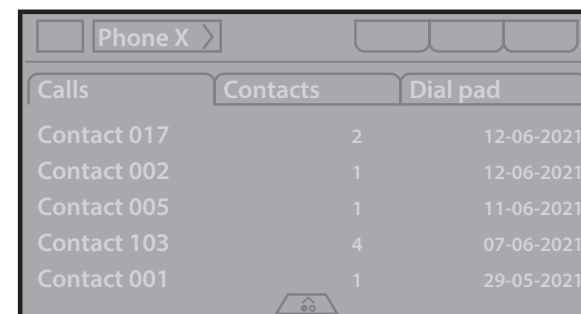 Phone X
Calls Contacts Dial pad
Contact 017 2 12-06-2021
Contact 002 1 12-06-2021
Contact 005 1 11-06-2021
Contact 103 4 07-06-2021
Contact 001 1 29-05-2021